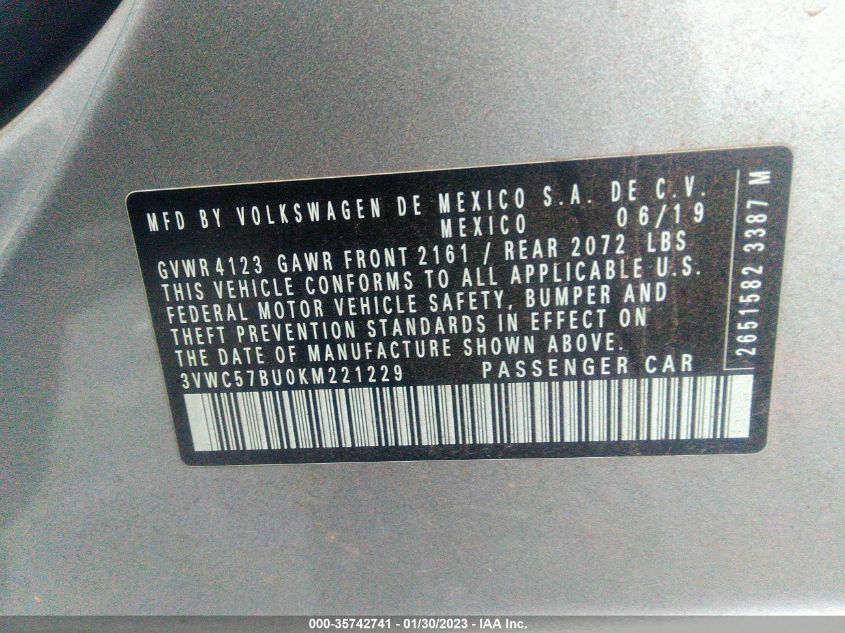 MFD BY VOLKSWAGEN DE MEXICO S.A. DE C.V.
MEXICO 06/19
GVWR 4123 GAWR FRONT 2161 / REAR 2072 LBS
THIS VEHICLE CONFORMS TO ALL APPLICABLE U.S.
FEDERAL MOTOR VEHICLE SAFETY, BUMPER AND
THEFT PREVENTION STANDARDS IN EFFECT ON
THE DATE OF MANUFACTURE SHOWN ABOVE.
3VWC57BU0KM221229 PASSENGER CAR
2651582 3387 M
000-35742741 - 01/30/2023 - IAA Inc.